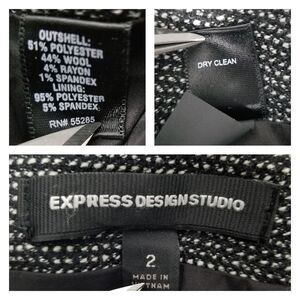 OUTSHELL:
51% POLYESTER
44% WOOL
4% RAYON
1% SPANDEX
LINING:
95% POLYESTER
5% SPANDEX
RN# 55285
DRY CLEAN
EXPRESS DESIGN STUDIO
2
MADE IN
VIETNAM